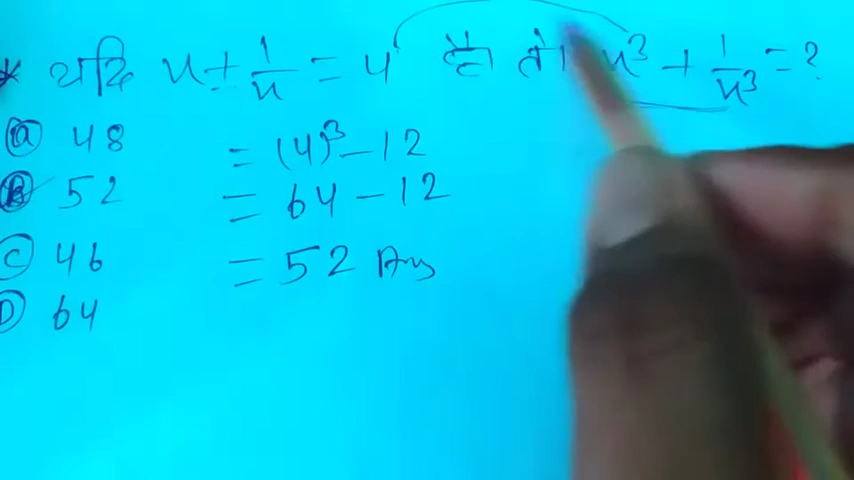 * यदि x + 1/x = 4 हो तो x³ + 1/x³ = ?
(a) 48
= (4)³ - 12
(B) 52
= 64 - 12
(C) 46
= 52 Ans
(D) 64